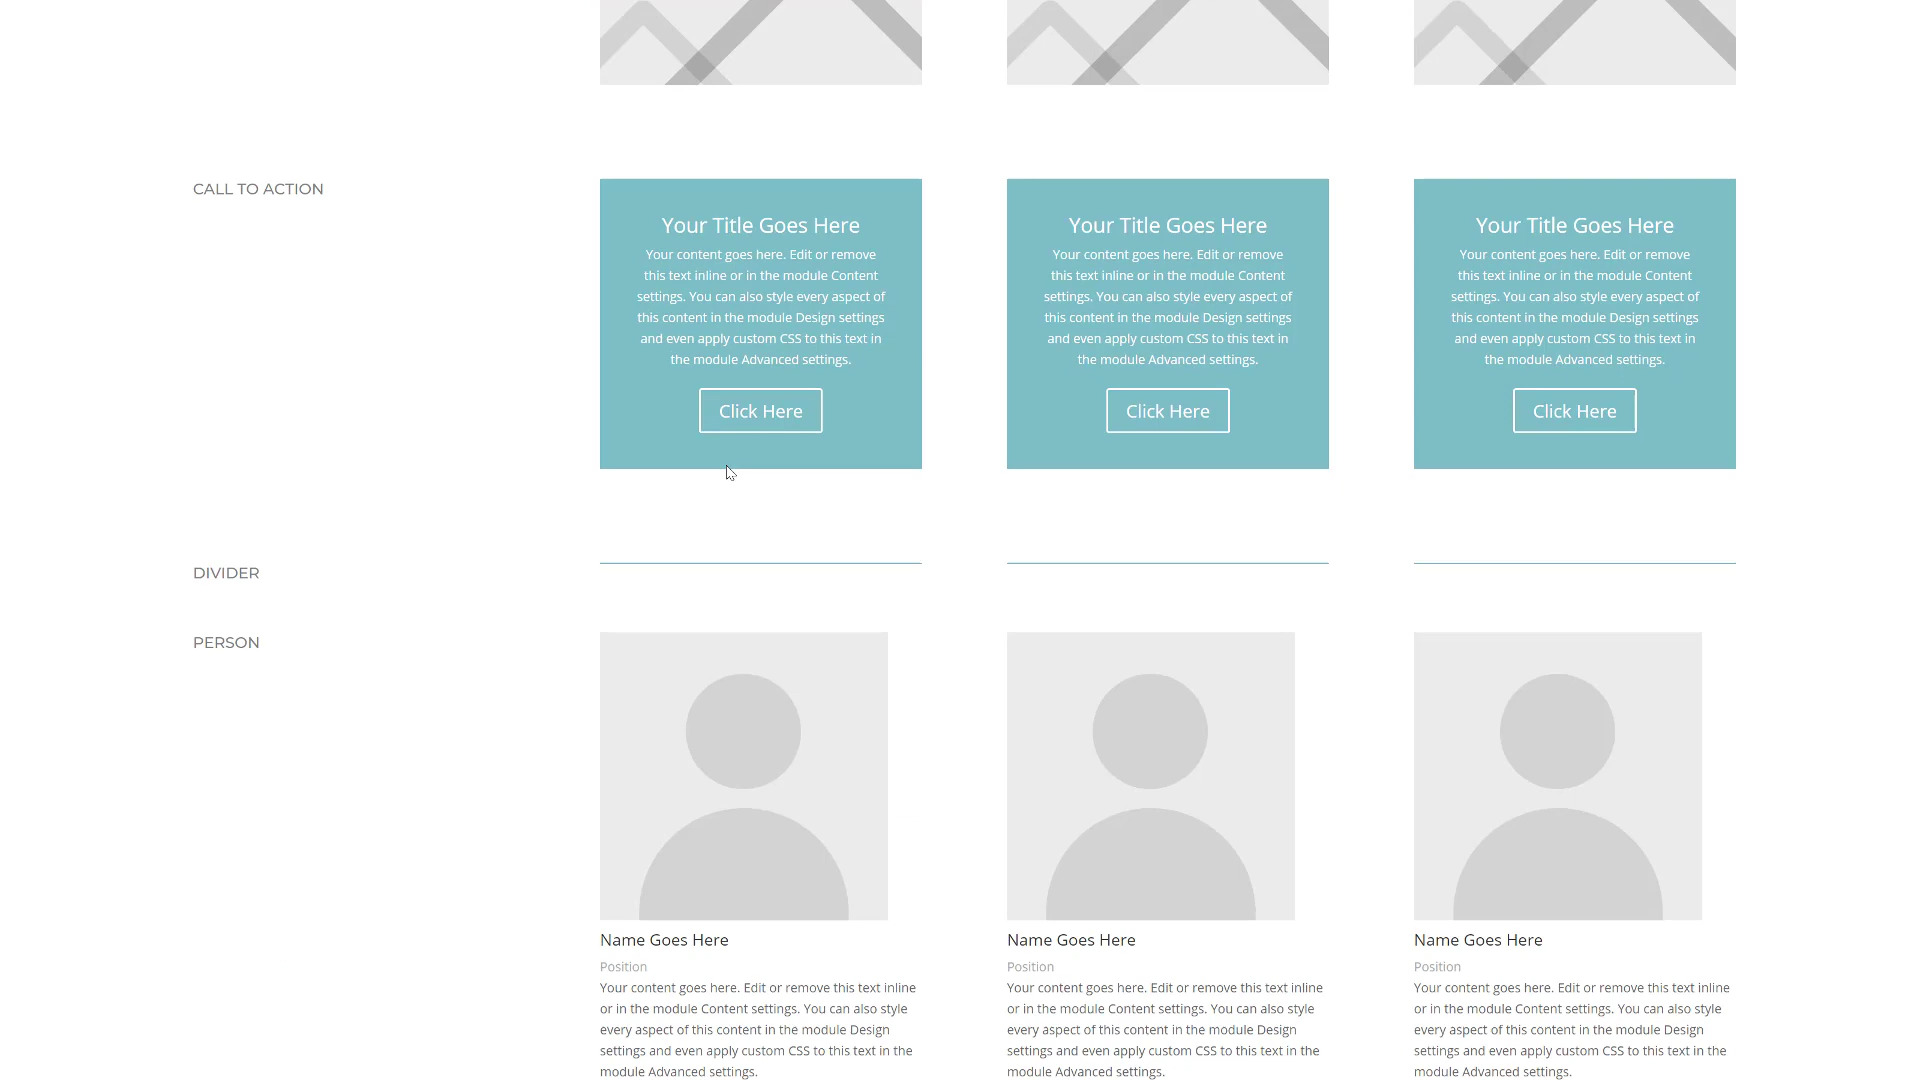 CALL TO ACTION
Your Title Goes Here
Your content goes here. Edit or remove
this text inline or in the module Content
settings. You can also style every aspect of
this content in the module Design settings
and even apply custom CSS to this text in
the module Advanced settings.
Click Here
Your Title Goes Here
Your content goes here. Edit or remove
this text inline or in the module Content
settings. You can also style every aspect of
this content in the module Design settings
and even apply custom CSS to this text in
the module Advanced settings.
Click Here
Your Title Goes Here
Your content goes here. Edit or remove
this text inline or in the module Content
settings. You can also style every aspect of
this content in the module Design settings
and even apply custom CSS to this text in
the module Advanced settings.
Click Here
DIVIDER
PERSON
Name Goes Here
Position
Your content goes here. Edit or remove this text inline
or in the module Content settings. You can also style
every aspect of this content in the module Design
settings and even apply custom CSS to this text in the
module Advanced settings.
Name Goes Here
Position
Your content goes here. Edit or remove this text inline
or in the module Content settings. You can also style
every aspect of this content in the module Design
settings and even apply custom CSS to this text in the
module Advanced settings.
Name Goes Here
Position
Your content goes here. Edit or remove this text inline
or in the module Content settings. You can also style
every aspect of this content in the module Design
settings and even apply custom CSS to this text in the
module Advanced settings.